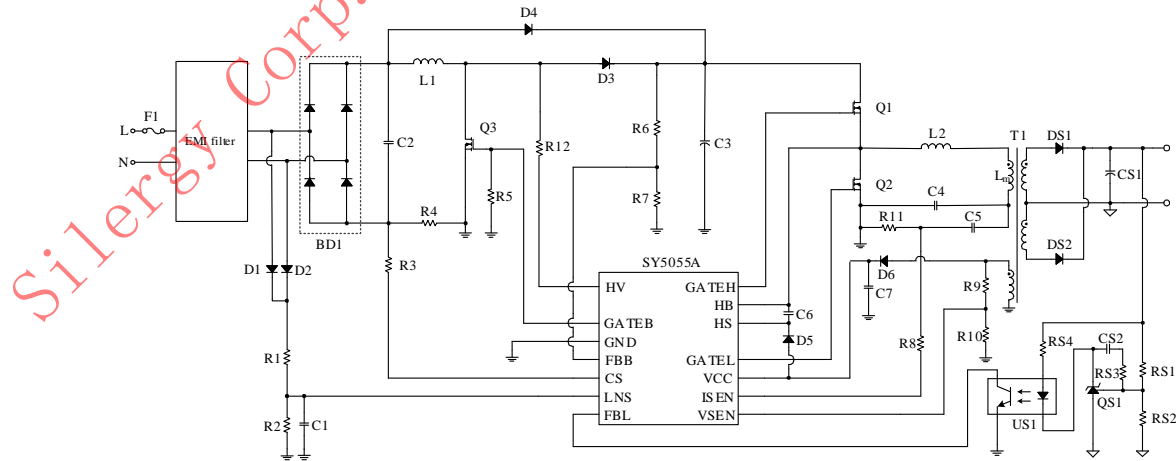 Silergy Corp.
D4
L1
D3
F1
L
N
EMI filter
BD1
C2
Q3
R12
R6
C3
Q1
L2
T1
DS1
Lm
CS1
R5
R7
Q2
C4
R4
R11
C5
DS2
D1
D2
R3
SY5055A
D6
C7
R9
HV
GATEH
HB
C6
GATEB
HS
GND
D5
R10
R8
FBB
GATEL
RS4
CS2
CS
VCC
RS3
RS1
R1
LNS
ISEN
QS1
FBL
VSEN
R2
C1
US1
RS2